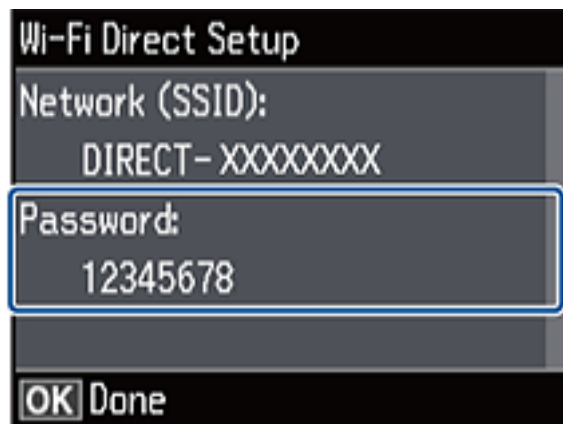 Wi-Fi Direct Setup
Network (SSID):
DIRECT-XXXXXXXX
Password:
12345678
OK Done